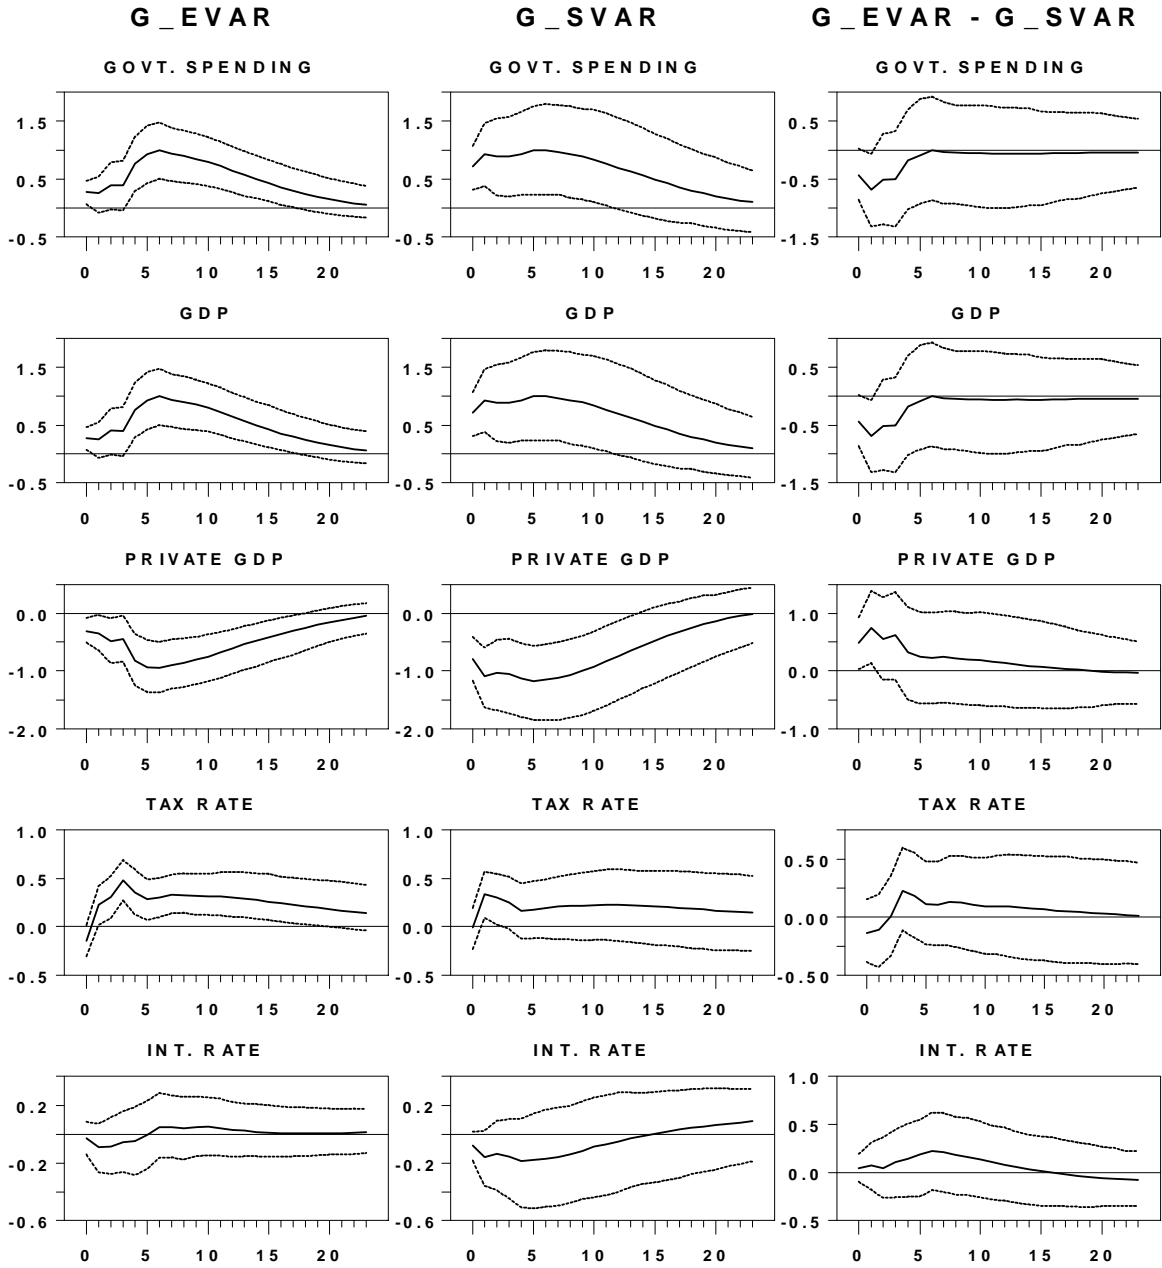 G_EVAR G_SVAR G_EVAR - G_SVAR
GOVT. SPENDING GOVT. SPENDING GOVT. SPENDING
1.5 1.5 0.5
0.5 0.5 -0.5
-0.5 -0.5 -1.5
0 5 10 15 20 0 5 10 15 20 0 5 10 15 20
GDP GDP GDP
1.5 1.5 0.5
0.5 0.5 -0.5
-0.5 -0.5 -1.5
0 5 10 15 20 0 5 10 15 20 0 5 10 15 20
PRIVATE GDP PRIVATE GDP PRIVATE GDP
0.0 0.0 1.0
-1.0 -1.0 0.0
-2.0 -2.0 -1.0
0 5 10 15 20 0 5 10 15 20 0 5 10 15 20
TAX RATE TAX RATE TAX RATE
1.0 1.0
0.5 0.5 0.50
0.0 0.0 0.00
-0.5 -0.5 -0.50
0 5 10 15 20 0 5 10 15 20 0 5 10 15 20
INT. RATE INT. RATE INT. RATE
1.0
0.2 0.2 0.5
-0.2 -0.2 0.0
-0.6 -0.6 -0.5
0 5 10 15 20 0 5 10 15 20 0 5 10 15 20